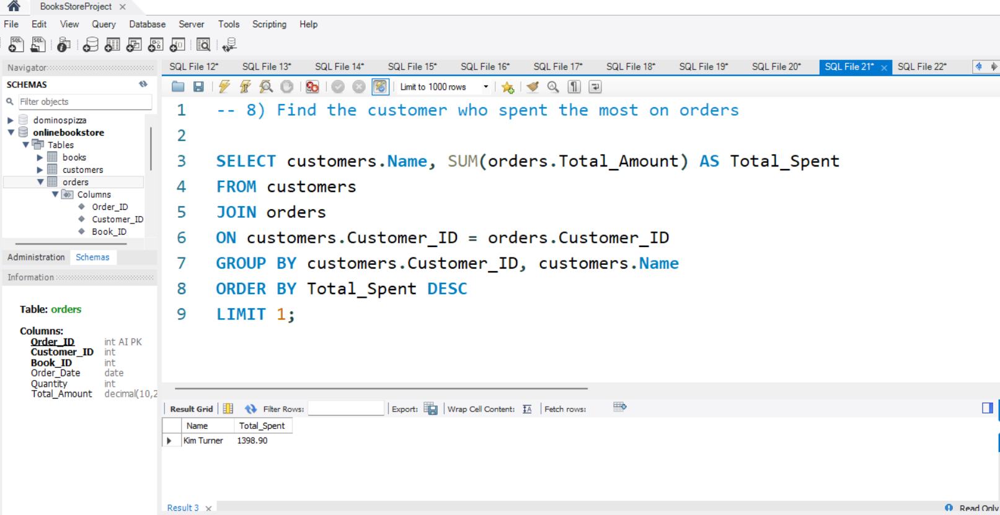 BooksStoreProject
File Edit View Query Database Server Tools Scripting Help
Navigator
SCHEMAS
Filter objects
dominospizza
onlinebookstore
Tables
books
customers
orders
Columns
Order_ID
Customer_ID
Book_ID
Administration Schemas
Information
Table: orders
Columns:
Order_ID int AI PK
Customer_ID int
Book_ID int
Order_Date date
Quantity int
Total_Amount decimal(10,2
SQL File 12* SQL File 13* SQL File 14* SQL File 15* SQL File 16* SQL File 17* SQL File 18* SQL File 19* SQL File 20* SQL File 21* SQL File 22*
Limit to 1000 rows
1 -- 8) Find the customer who spent the most on orders
2
3 SELECT customers.Name, SUM(orders.Total_Amount) AS Total_Spent
4 FROM customers
5 JOIN orders
6 ON customers.Customer_ID = orders.Customer_ID
7 GROUP BY customers.Customer_ID, customers.Name
8 ORDER BY Total_Spent DESC
9 LIMIT 1;
Result Grid Filter Rows: Export: Wrap Cell Content: Fetch rows:
Name Total_Spent
Kim Turner 1398.90
Result 3 Read Only